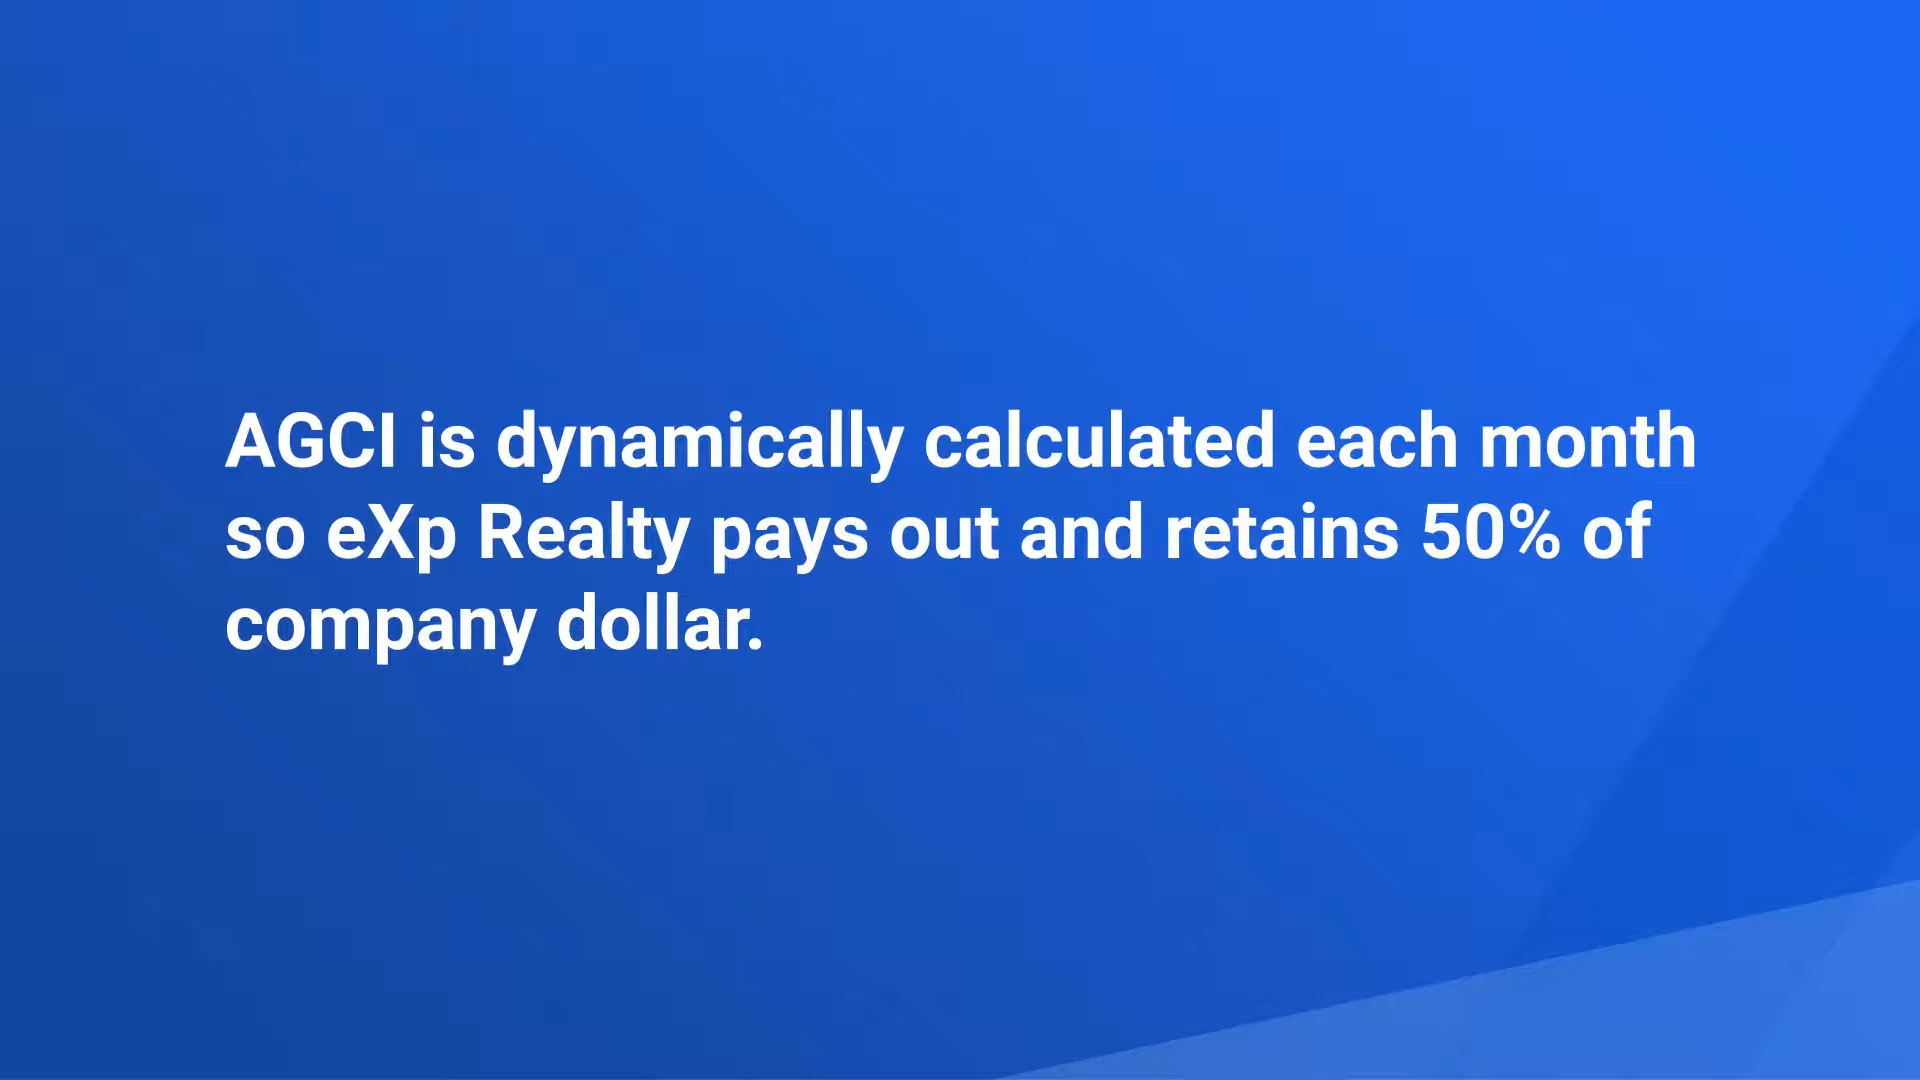 AGCI is dynamically calculated each month
so eXp Realty pays out and retains 50% of
company dollar.